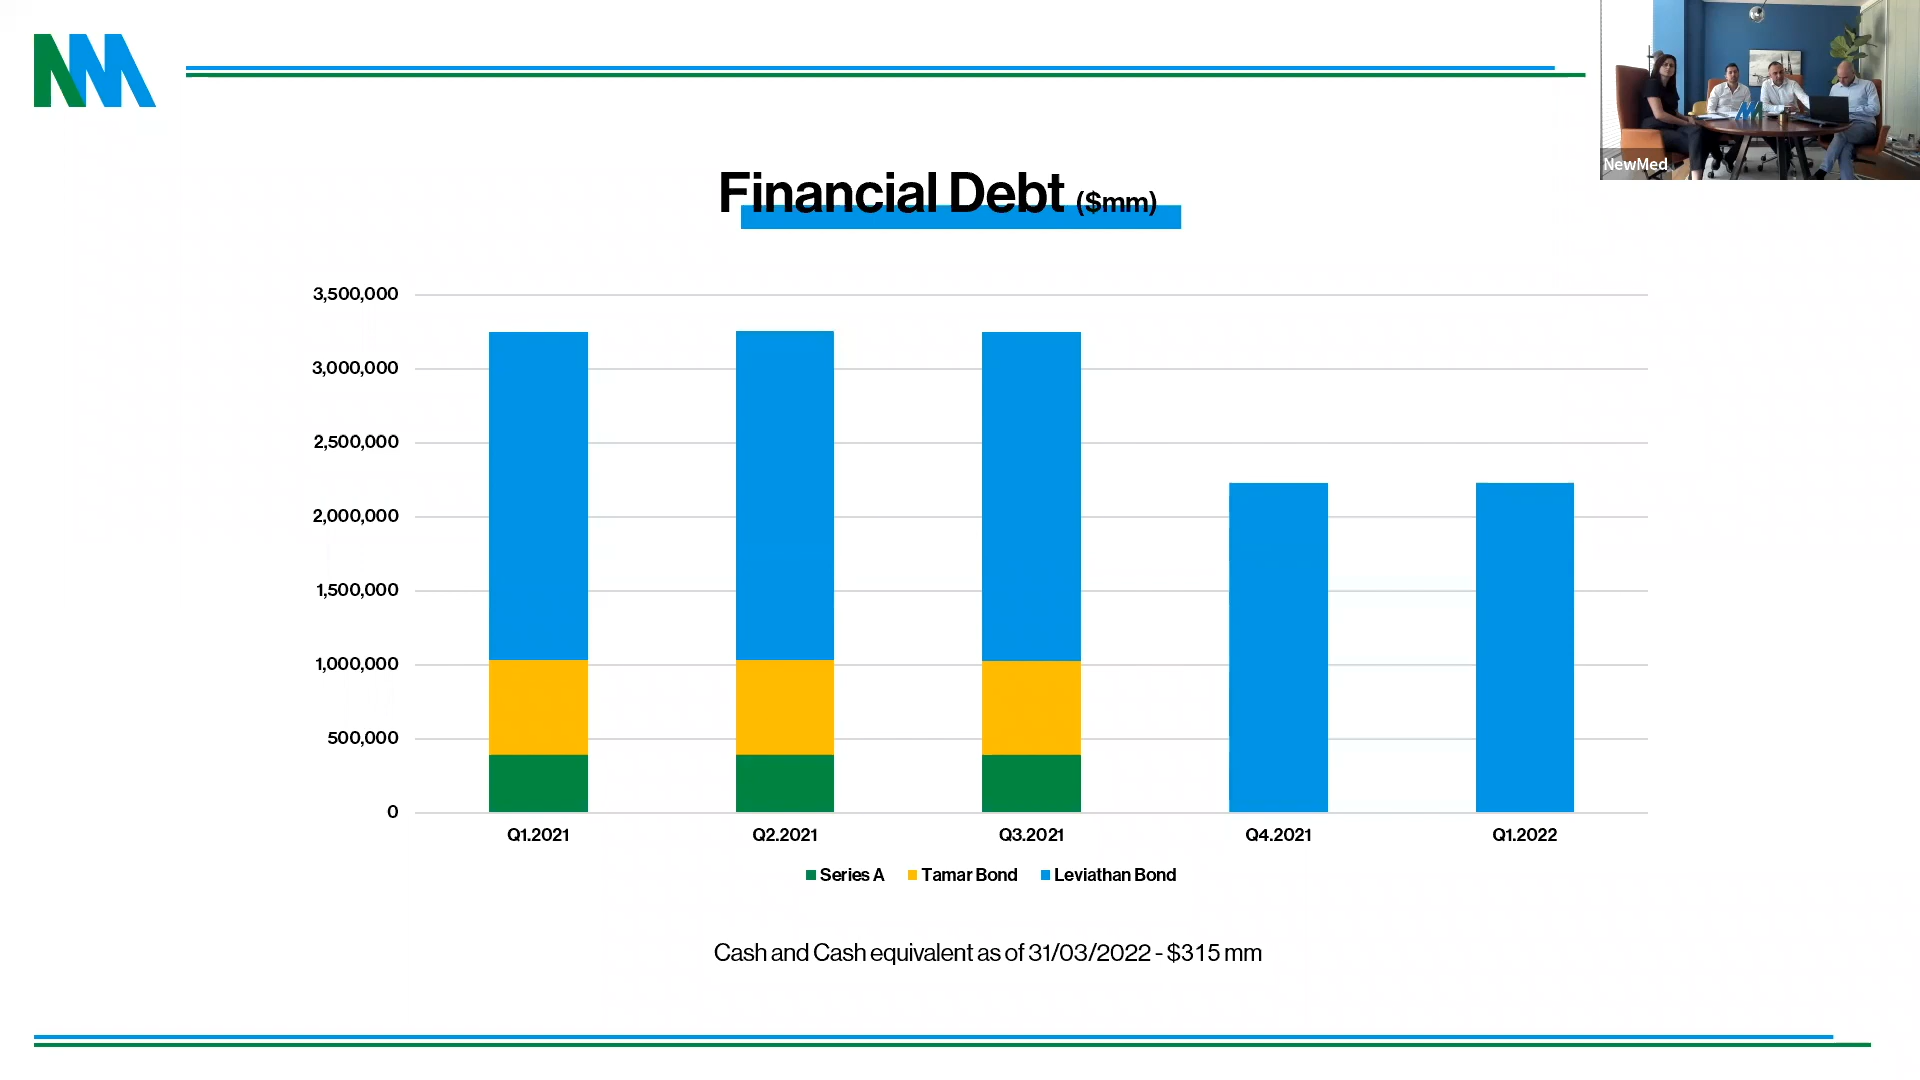 NM
NewMed
Financial Debt ($mm)
3,500,000
3,000,000
2,500,000
2,000,000
1,500,000
1,000,000
500,000
0
Q1.2021 Q2.2021 Q3.2021 Q4.2021 Q1.2022
Series A Tamar Bond Leviathan Bond
Cash and Cash equivalent as of 31/03/2022 - $315 mm